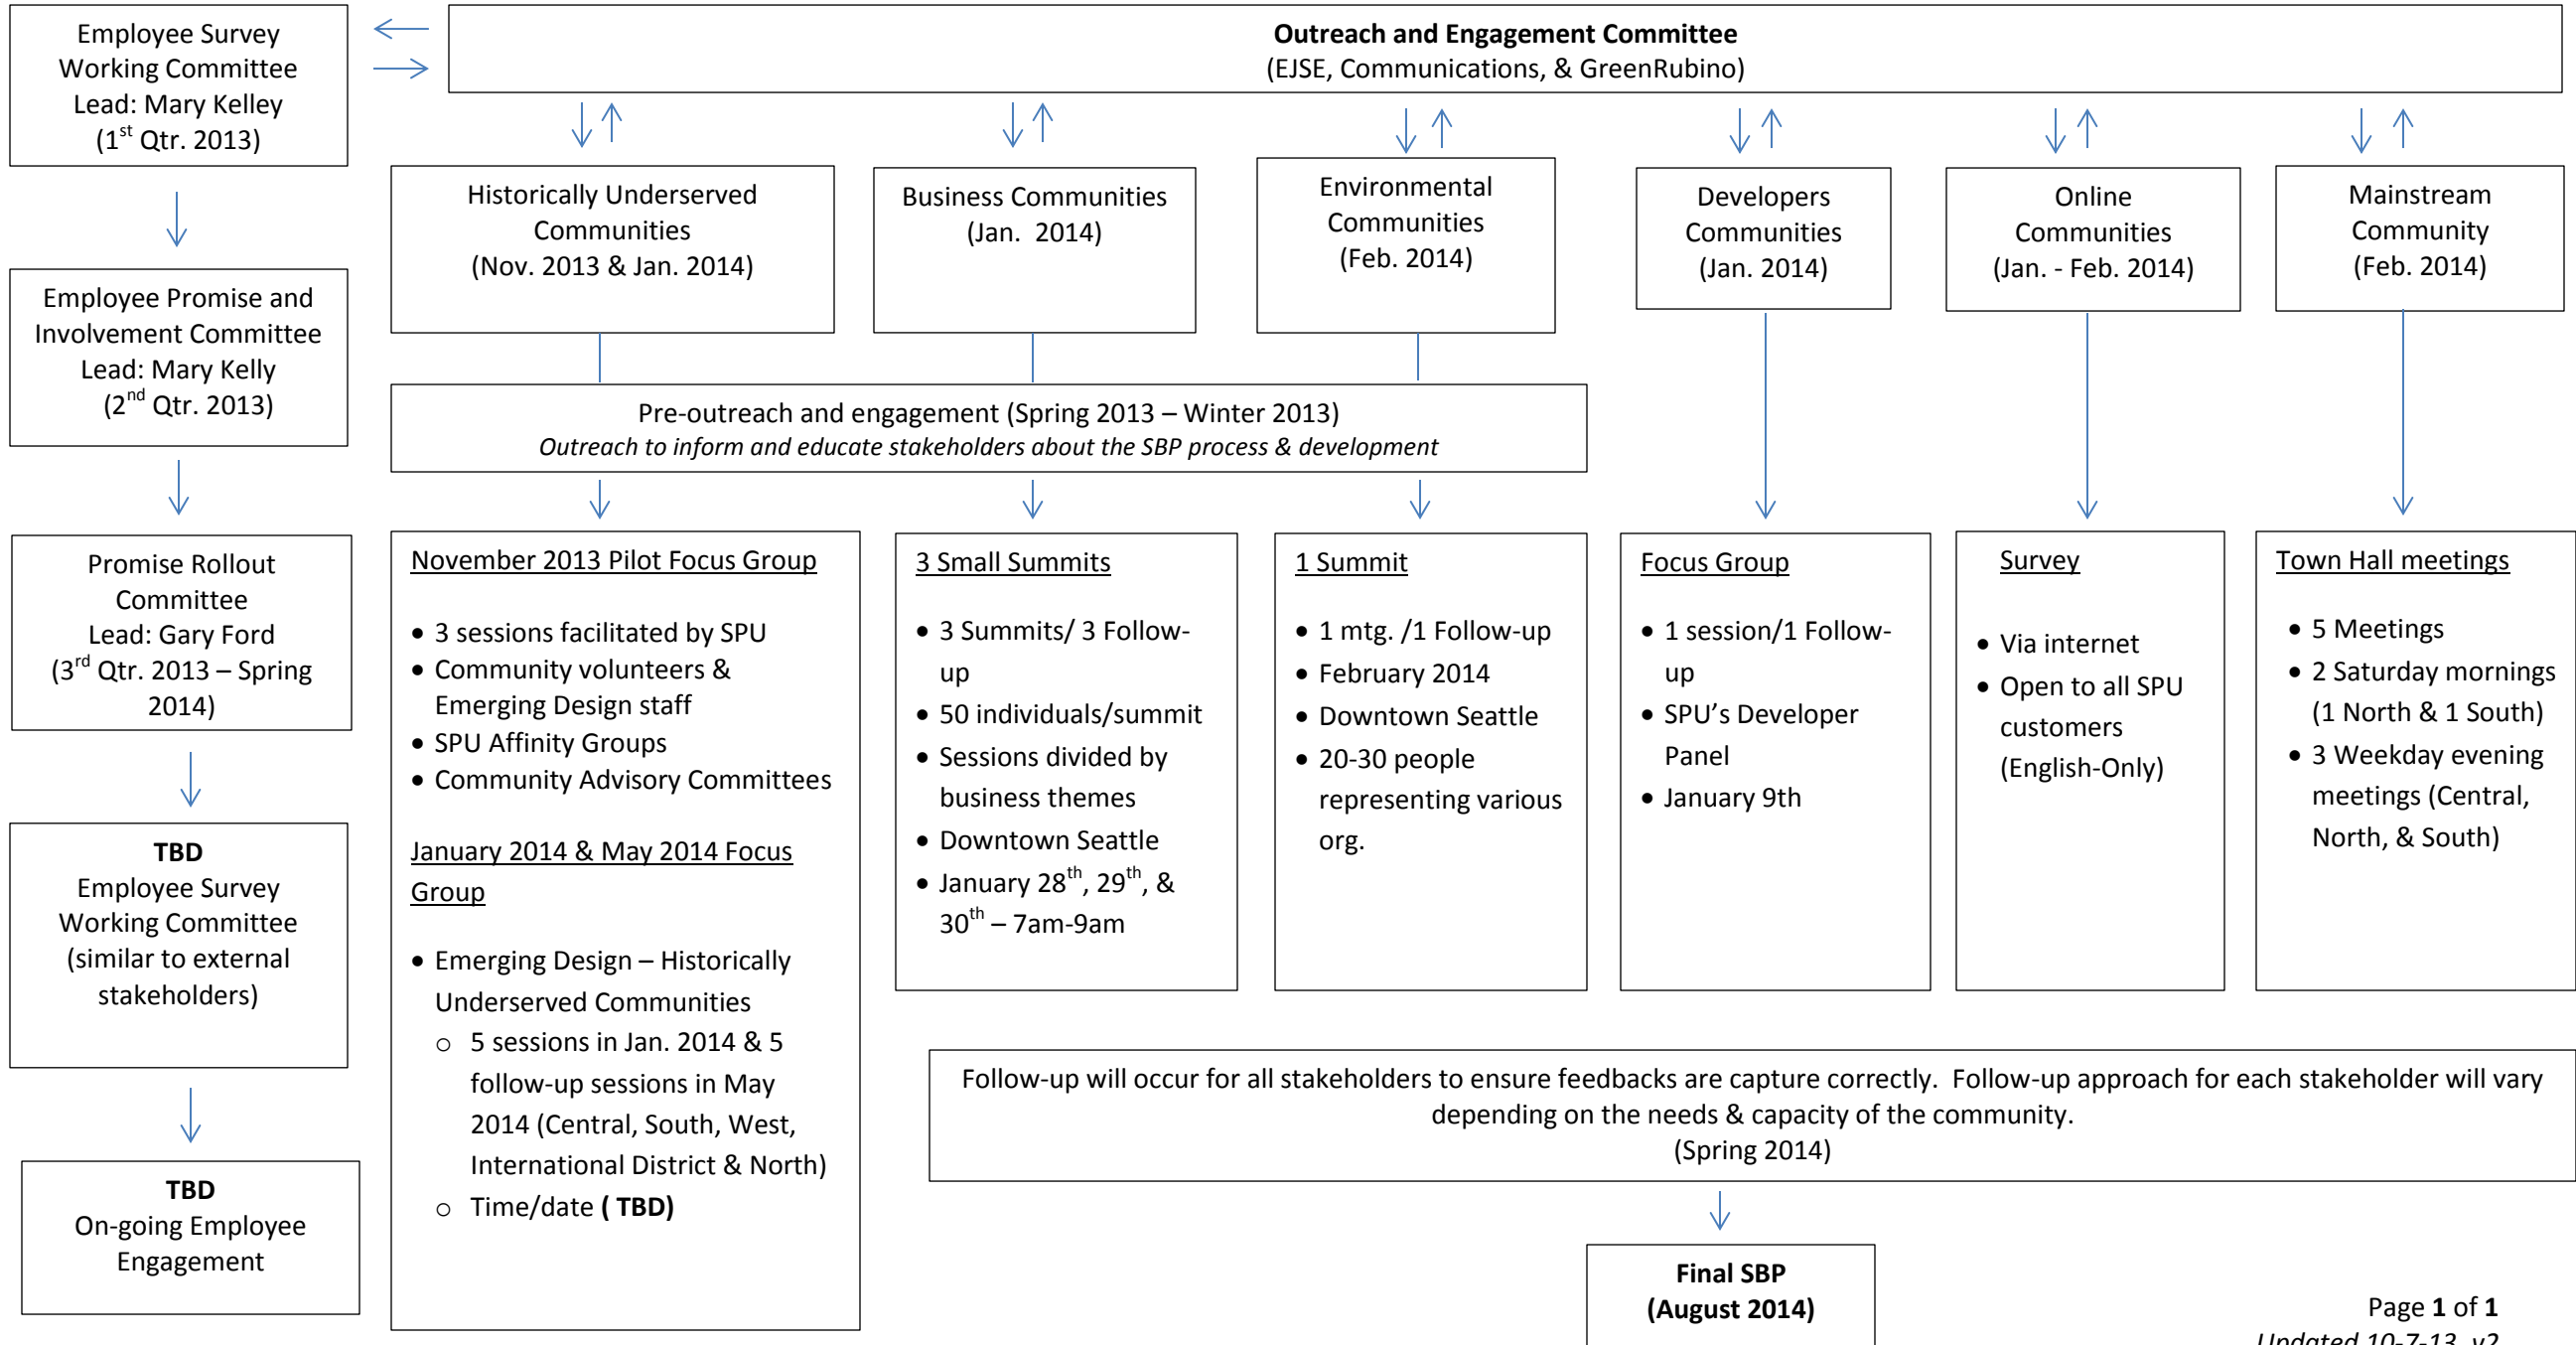 Employee Survey
Working Committee
Lead: Mary Kelley
(1st Qtr. 2013)
Outreach and Engagement Committee
(EJSE, Communications, & GreenRubino)
Historically Underserved
Communities
(Nov. 2013 & Jan. 2014)
Business Communities
(Jan. 2014)
Environmental
Communities
(Feb. 2014)
Developers
Communities
(Jan. 2014)
Online
Communities
(Jan. - Feb. 2014)
Mainstream
Community
(Feb. 2014)
Employee Promise and
Involvement Committee
Lead: Mary Kelly
(2nd Qtr. 2013)
Pre-outreach and engagement (Spring 2013 – Winter 2013)
Outreach to inform and educate stakeholders about the SBP process & development
Promise Rollout
Committee
Lead: Gary Ford
(3rd Qtr. 2013 – Spring
2014)
TBD
Employee Survey
Working Committee
(similar to external
stakeholders)
TBD
On-going Employee
Engagement
November 2013 Pilot Focus Group
• 3 sessions facilitated by SPU
• Community volunteers &
Emerging Design staff
• SPU Affinity Groups
• Community Advisory Committees
January 2014 & May 2014 Focus
Group
• Emerging Design – Historically
Underserved Communities
o 5 sessions in Jan. 2014 & 5
follow-up sessions in May
2014 (Central, South, West,
International District & North)
o Time/date ( TBD)
3 Small Summits
• 3 Summits/ 3 Follow-
up
• 50 individuals/summit
• Sessions divided by
business themes
• Downtown Seattle
• January 28th, 29th, &
30th – 7am-9am
1 Summit
• 1 mtg. /1 Follow-up
• February 2014
• Downtown Seattle
• 20-30 people
representing various
org.
Focus Group
• 1 session/1 Follow-
up
• SPU's Developer
Panel
• January 9th
Survey
• Via internet
• Open to all SPU
customers
(English-Only)
Town Hall meetings
• 5 Meetings
• 2 Saturday mornings
(1 North & 1 South)
• 3 Weekday evening
meetings (Central,
North, & South)
Follow-up will occur for all stakeholders to ensure feedbacks are capture correctly. Follow-up approach for each stakeholder will vary
depending on the needs & capacity of the community.
(Spring 2014)
Final SBP
(August 2014)
Page 1 of 1
Updated 10-7-13_v2